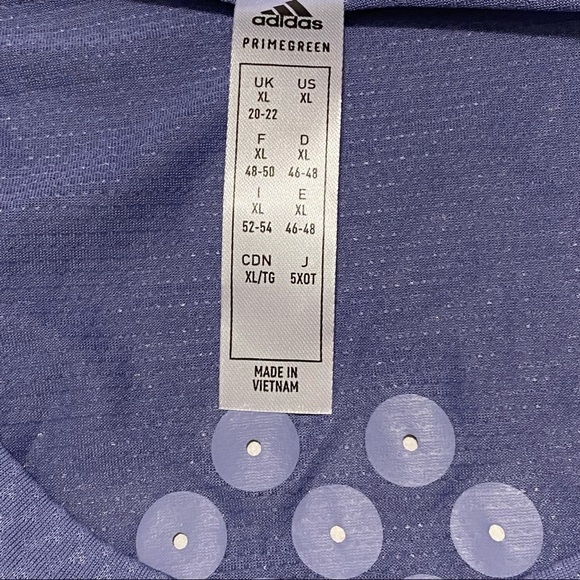 adidas
PRIMEGREEN
UK US
XL XL
20-22
F D
XL XL
48-50 46-48
I E
XL XL
52-54 46-48
CDN J
XL/TG 5XOT
MADE IN
VIETNAM